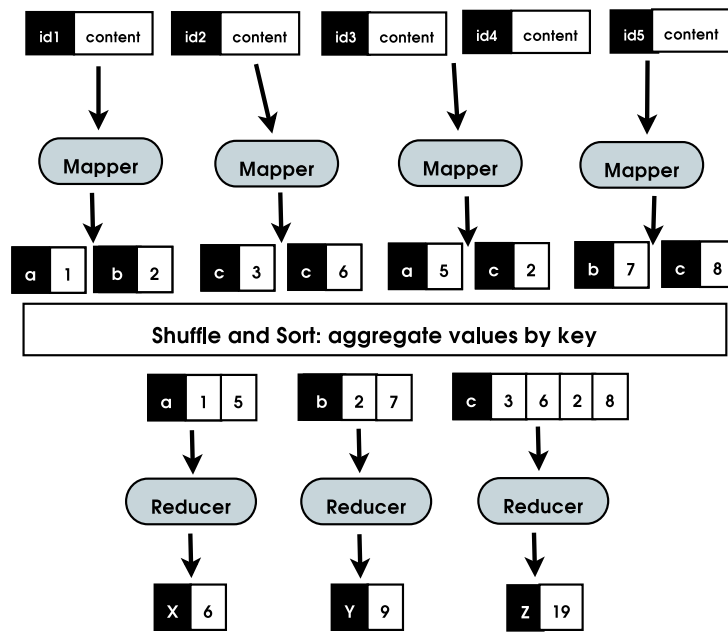 id1 content id2 content id3 content id4 content id5 content
Mapper Mapper Mapper Mapper
a 1 b 2 c 3 c 6 a 5 c 2 b 7 c 8
Shuffle and Sort: aggregate values by key
a 1 5 b 2 7 c 3 6 2 8
Reducer Reducer Reducer
X 6 Y 9 Z 19